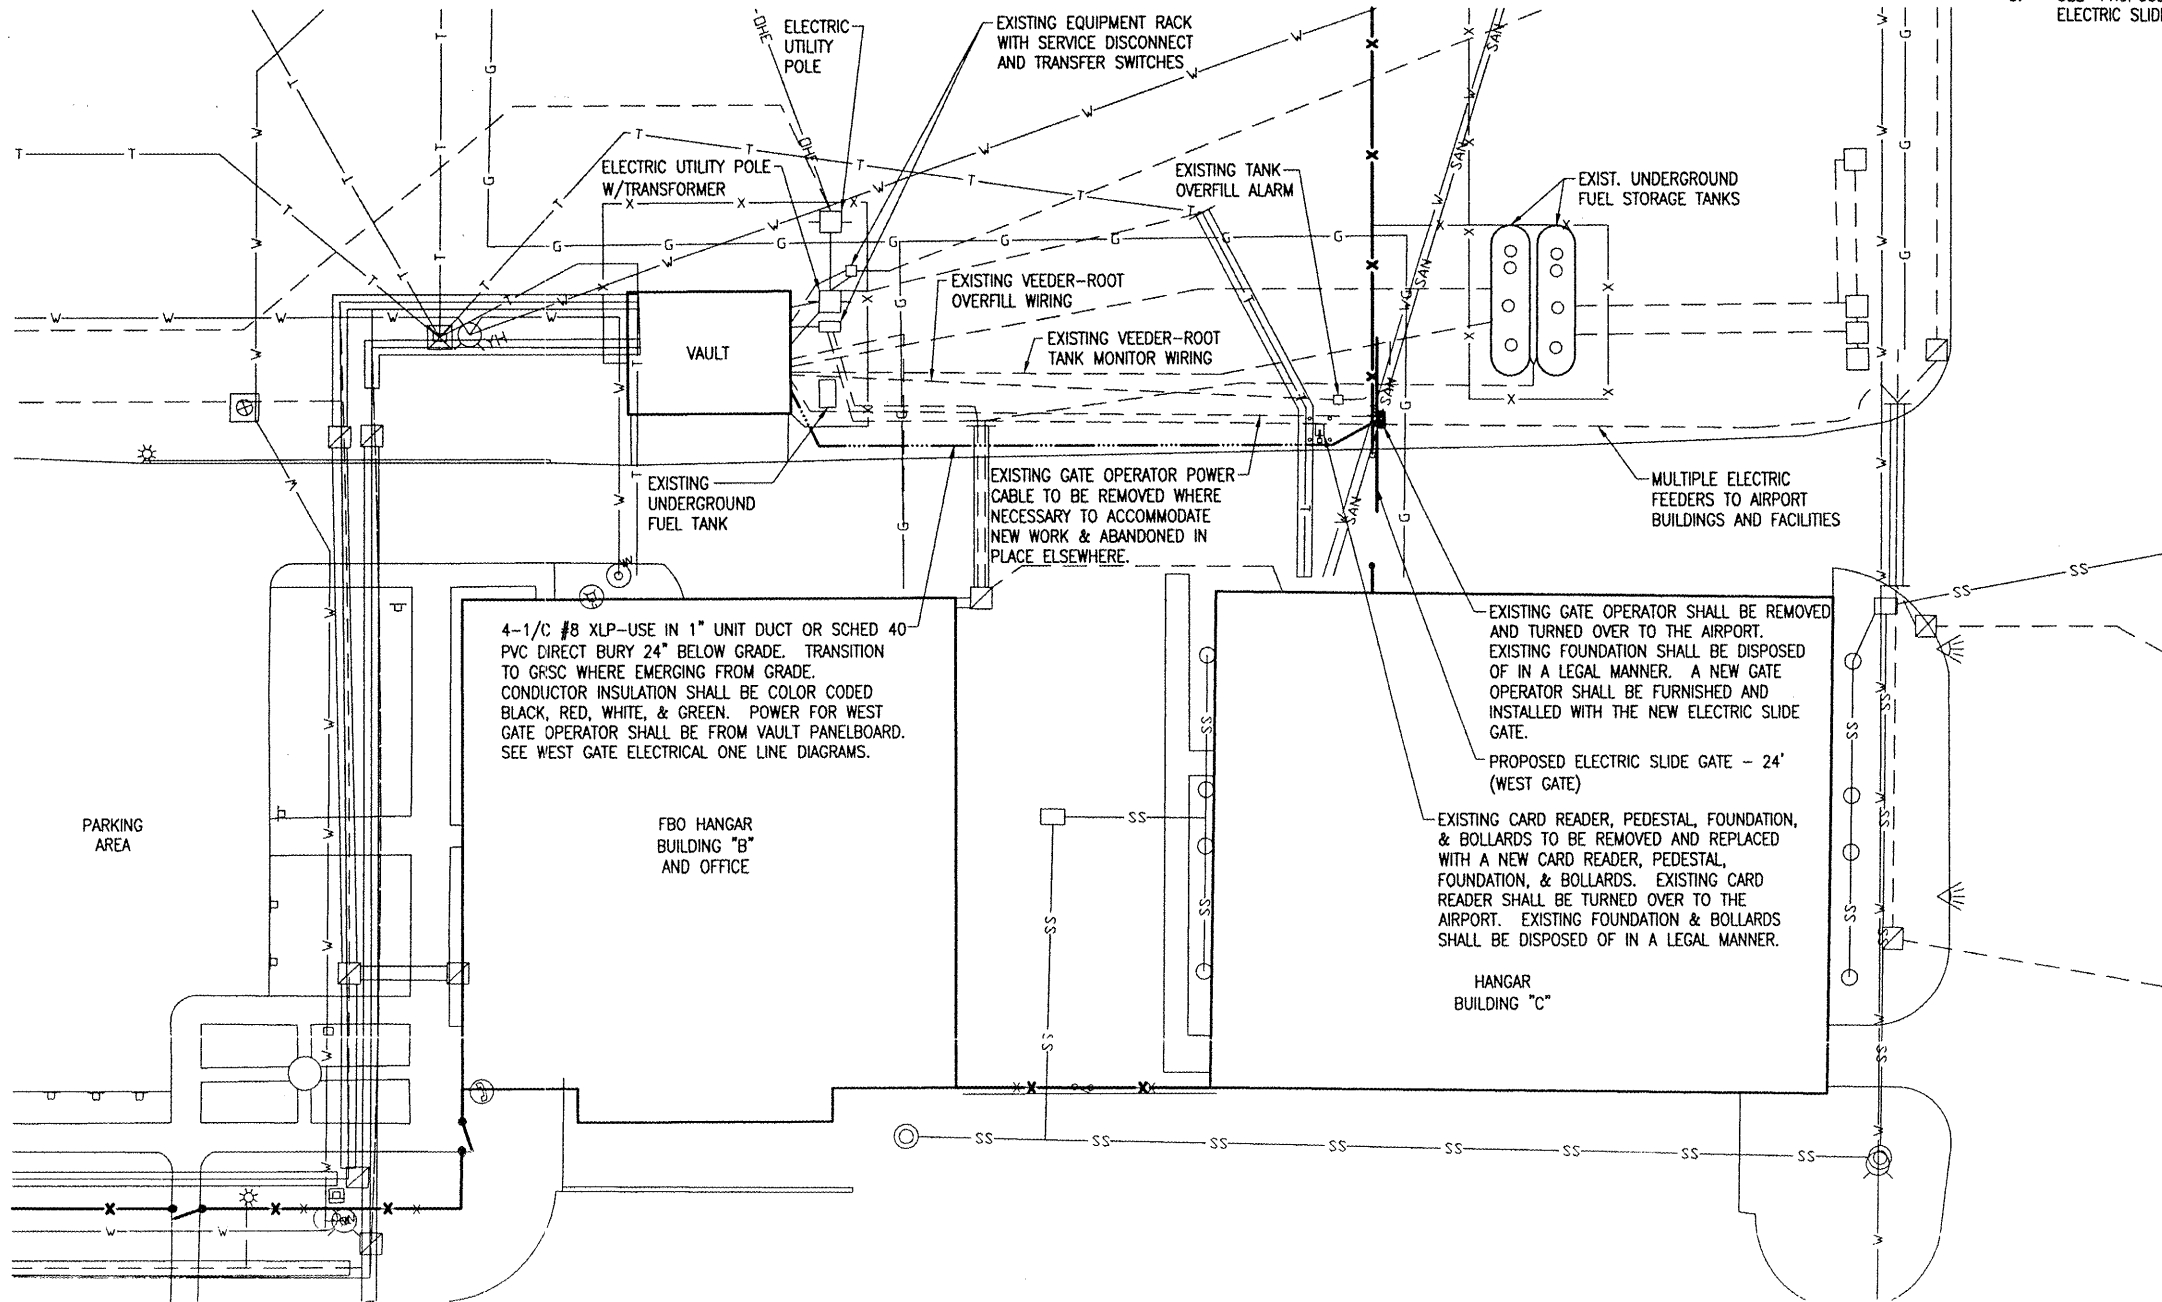 ELECTRIC SLIDE
ELECTRIC
UTILITY
POLE
EXISTING EQUIPMENT RACK
WITH SERVICE DISCONNECT
AND TRANSFER SWITCHES
ELECTRIC UTILITY POLE
W/TRANSFORMER
EXISTING TANK
OVERFILL ALARM
EXIST. UNDERGROUND
FUEL STORAGE TANKS
EXISTING VEEDER-ROOT
OVERFILL WIRING
EXISTING VEEDER-ROOT
TANK MONITOR WIRING
VAULT
EXISTING
UNDERGROUND
FUEL TANK
EXISTING GATE OPERATOR POWER
CABLE TO BE REMOVED WHERE
NECESSARY TO ACCOMMODATE
NEW WORK & ABANDONED IN
PLACE ELSEWHERE.
MULTIPLE ELECTRIC
FEEDERS TO AIRPORT
BUILDINGS AND FACILITIES
4-1/C #8 XLP-USE IN 1" UNIT DUCT OR SCHED 40
PVC DIRECT BURY 24" BELOW GRADE. TRANSITION
TO GRSC WHERE EMERGING FROM GRADE.
CONDUCTOR INSULATION SHALL BE COLOR CODED
BLACK, RED, WHITE, & GREEN. POWER FOR WEST
GATE OPERATOR SHALL BE FROM VAULT PANELBOARD.
SEE WEST GATE ELECTRICAL ONE LINE DIAGRAMS.
EXISTING GATE OPERATOR SHALL BE REMOVED
AND TURNED OVER TO THE AIRPORT.
EXISTING FOUNDATION SHALL BE DISPOSED
OF IN A LEGAL MANNER. A NEW GATE
OPERATOR SHALL BE FURNISHED AND
INSTALLED WITH THE NEW ELECTRIC SLIDE
GATE.
PROPOSED ELECTRIC SLIDE GATE - 24'
(WEST GATE)
EXISTING CARD READER, PEDESTAL, FOUNDATION,
& BOLLARDS TO BE REMOVED AND REPLACED
WITH A NEW CARD READER, PEDESTAL,
FOUNDATION, & BOLLARDS. EXISTING CARD
READER SHALL BE TURNED OVER TO THE
AIRPORT. EXISTING FOUNDATION & BOLLARDS
SHALL BE DISPOSED OF IN A LEGAL MANNER.
PARKING
AREA
FBO HANGAR
BUILDING "B"
AND OFFICE
HANGAR
BUILDING "C"